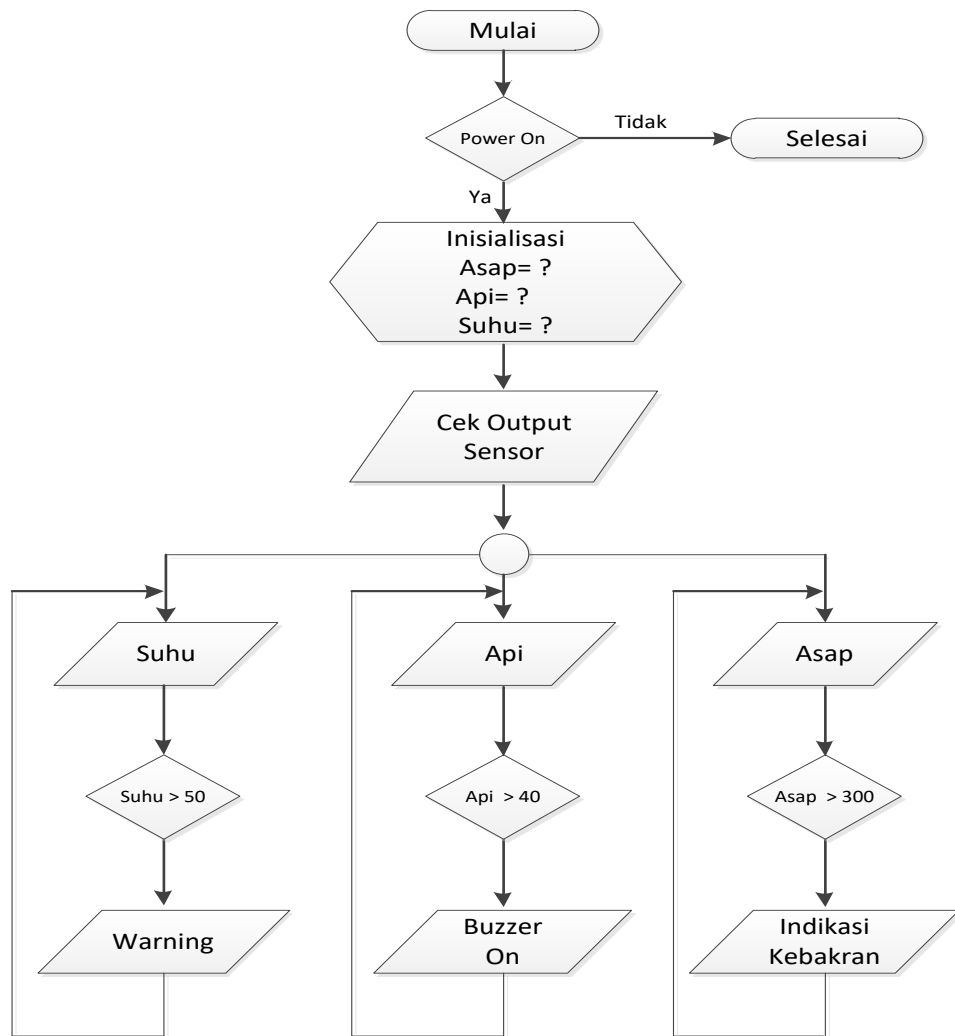 Mulai
Power On
Tidak
Selesai
Ya
Inisialisasi
Asap= ?
Api= ?
Suhu= ?
Cek Output
Sensor
Suhu
Api
Asap
Suhu > 50
Api > 40
Asap > 300
Warning
Buzzer
On
Indikasi
Kebakran